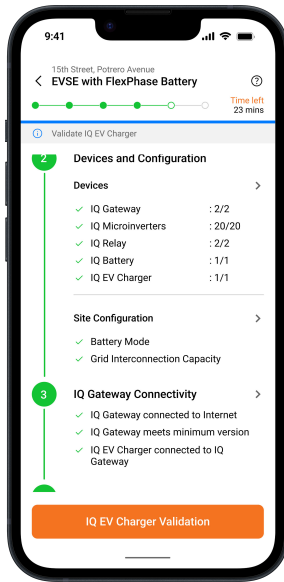 9:41
15th Street, Potrero Avenue
EVSE with FlexPhase Battery
Time left
23 mins
Validate IQ EV Charger
2
Devices and Configuration
Devices
IQ Gateway : 2/2
IQ Microinverters : 20/20
IQ Relay : 2/2
IQ Battery : 1/1
IQ EV Charger : 1/1
Site Configuration
Battery Mode
Grid Interconnection Capacity
3
IQ Gateway Connectivity
IQ Gateway connected to Internet
IQ Gateway meets minimum version
IQ EV Charger connected to IQ
Gateway
IQ EV Charger Validation